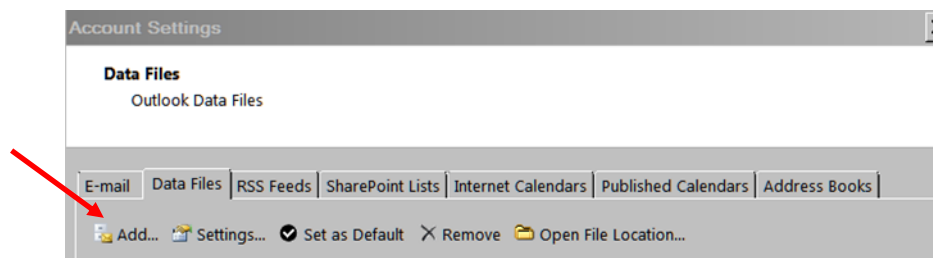 Account Settings
Data Files
Outlook Data Files
E-mail Data Files RSS Feeds SharePoint Lists Internet Calendars Published Calendars Address Books
Add... Settings... Set as Default Remove Open File Location...